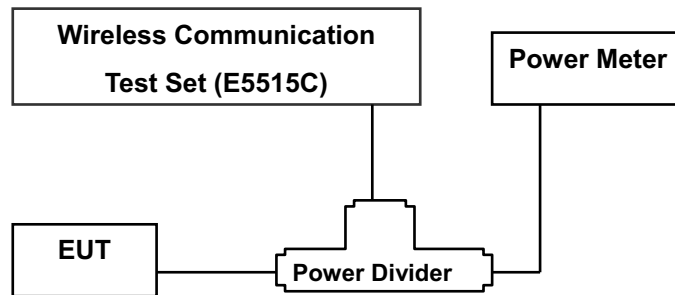 Wireless Communication
Test Set (E5515C)
Power Meter
EUT
Power Divider